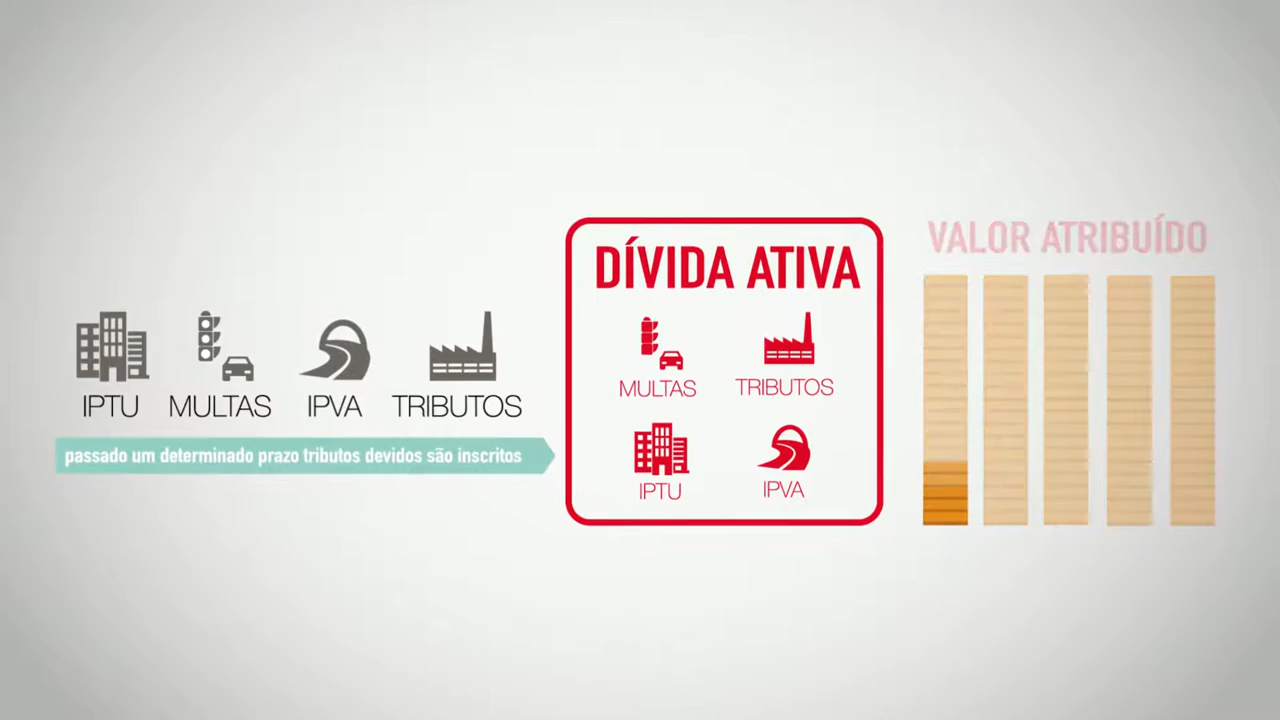 IPTU
MULTAS
IPVA
TRIBUTOS
passado um determinado prazo tributos devidos são inscritos
DÍVIDA ATIVA
MULTAS
TRIBUTOS
IPTU
IPVA
VALOR ATRIBUÍDO